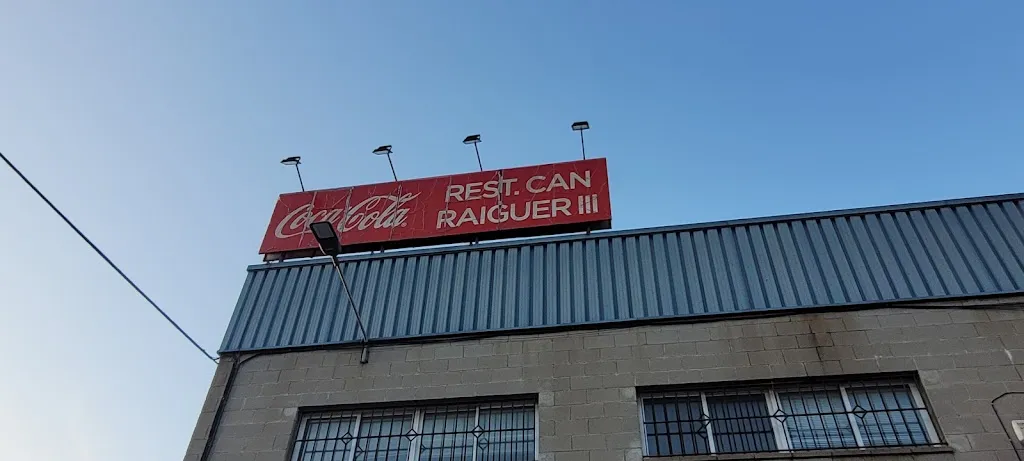 Coca-Cola
REST. CAN
RAIGUER III